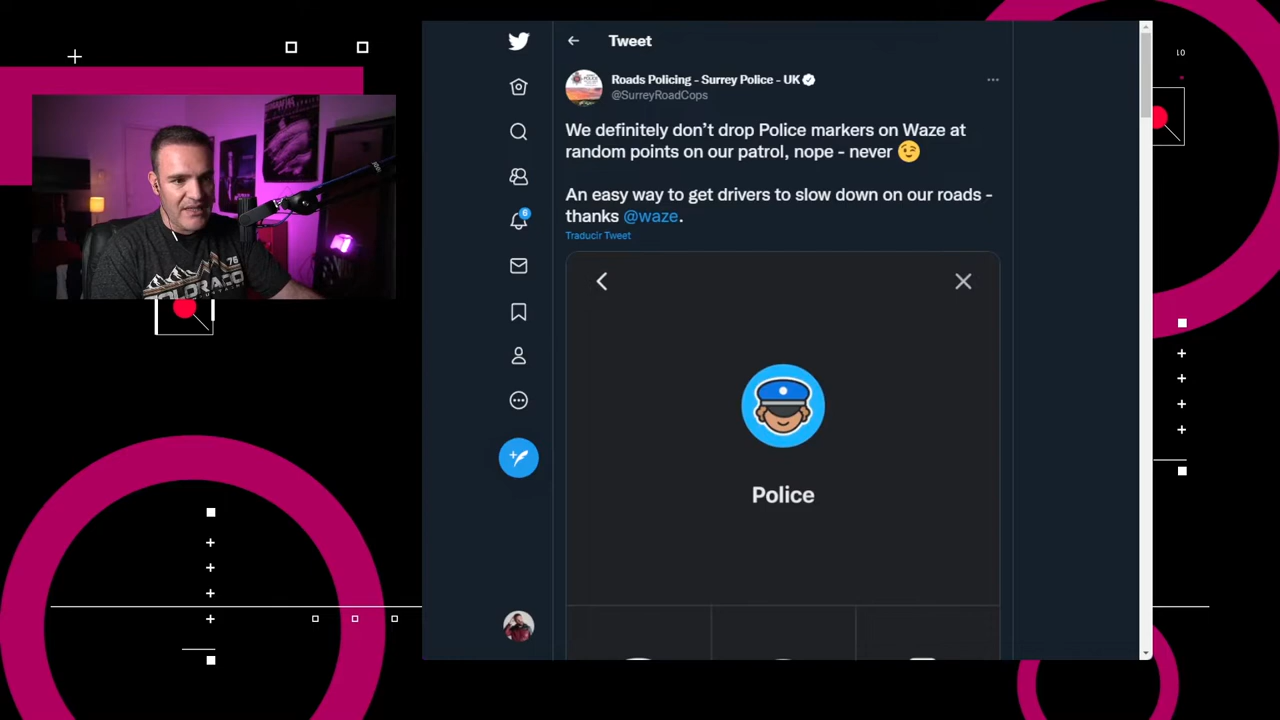 Tweet
Roads Policing - Surrey Police - UK
@SurreyRoadCops
We definitely don’t drop Police markers on Waze at
random points on our patrol, nope - never 😉
An easy way to get drivers to slow down on our roads -
thanks @waze.
Traducir Tweet
Police
6
76